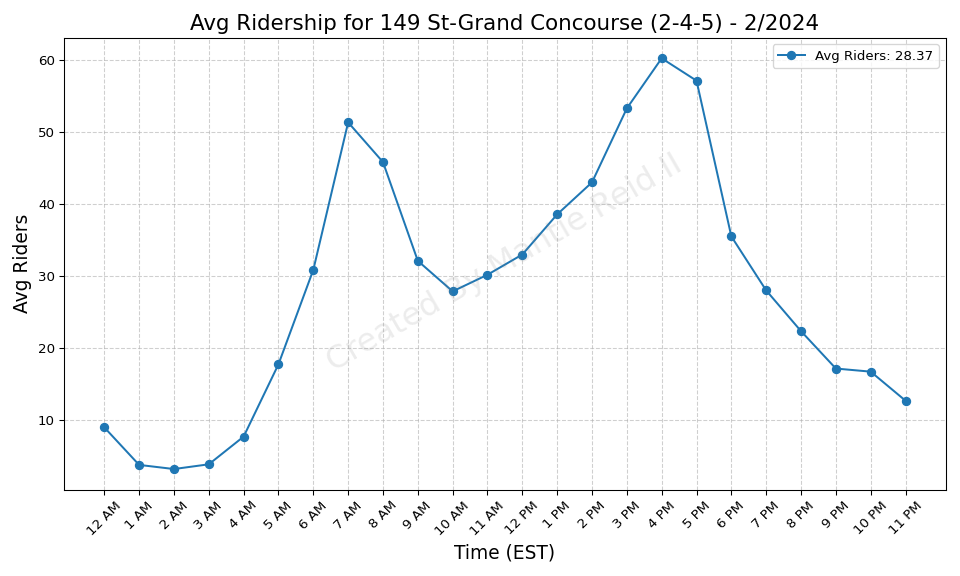 Avg Ridership for 149 St-Grand Concourse (2-4-5) - 2/2024
Avg Riders: 28.37
60
50
40
30
20
10
Avg Riders
Created By Mantie Reid II
12 AM
1 AM
2 AM
3 AM
4 AM
5 AM
6 AM
7 AM
8 AM
9 AM
10 AM
11 AM
12 PM
1 PM
2 PM
3 PM
4 PM
5 PM
6 PM
7 PM
8 PM
9 PM
10 PM
11 PM
Time (EST)